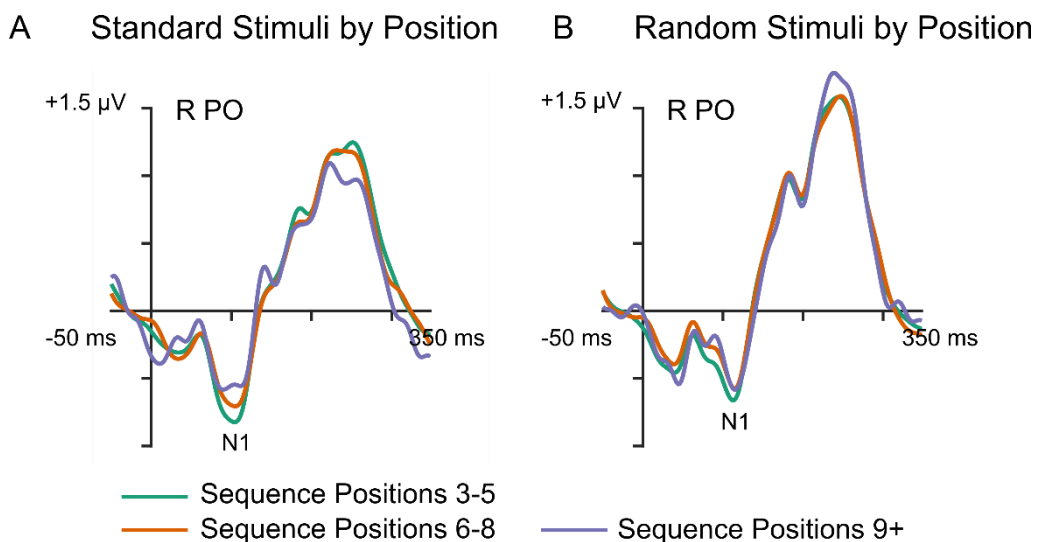 A Standard Stimuli by Position
B Random Stimuli by Position
+1.5 µV
R PO
-50 ms
350 ms
N1
+1.5 µV
R PO
-50 ms
350 ms
N1
Sequence Positions 3-5
Sequence Positions 6-8
Sequence Positions 9+